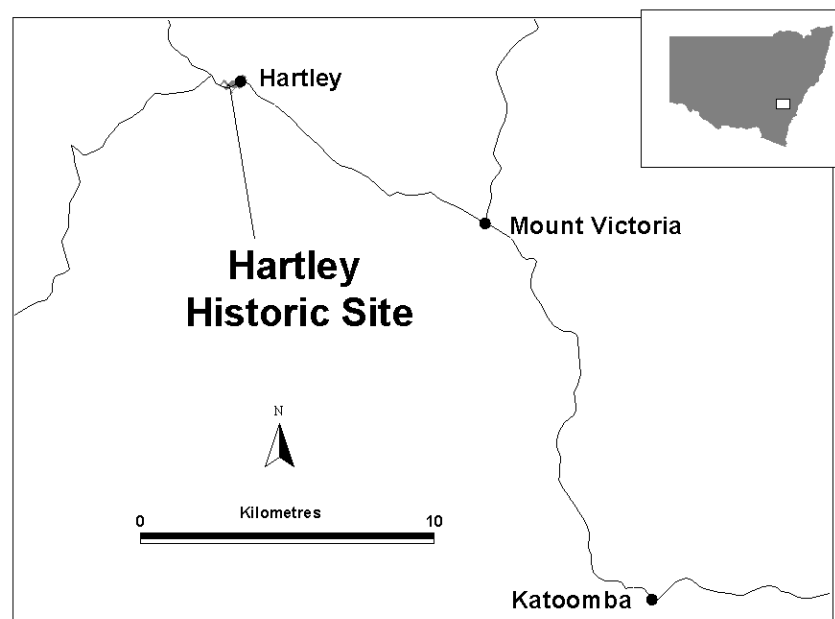 Hartley
Mount Victoria
Hartley
Historic Site
N
Kilometres
0 10
Katoomba